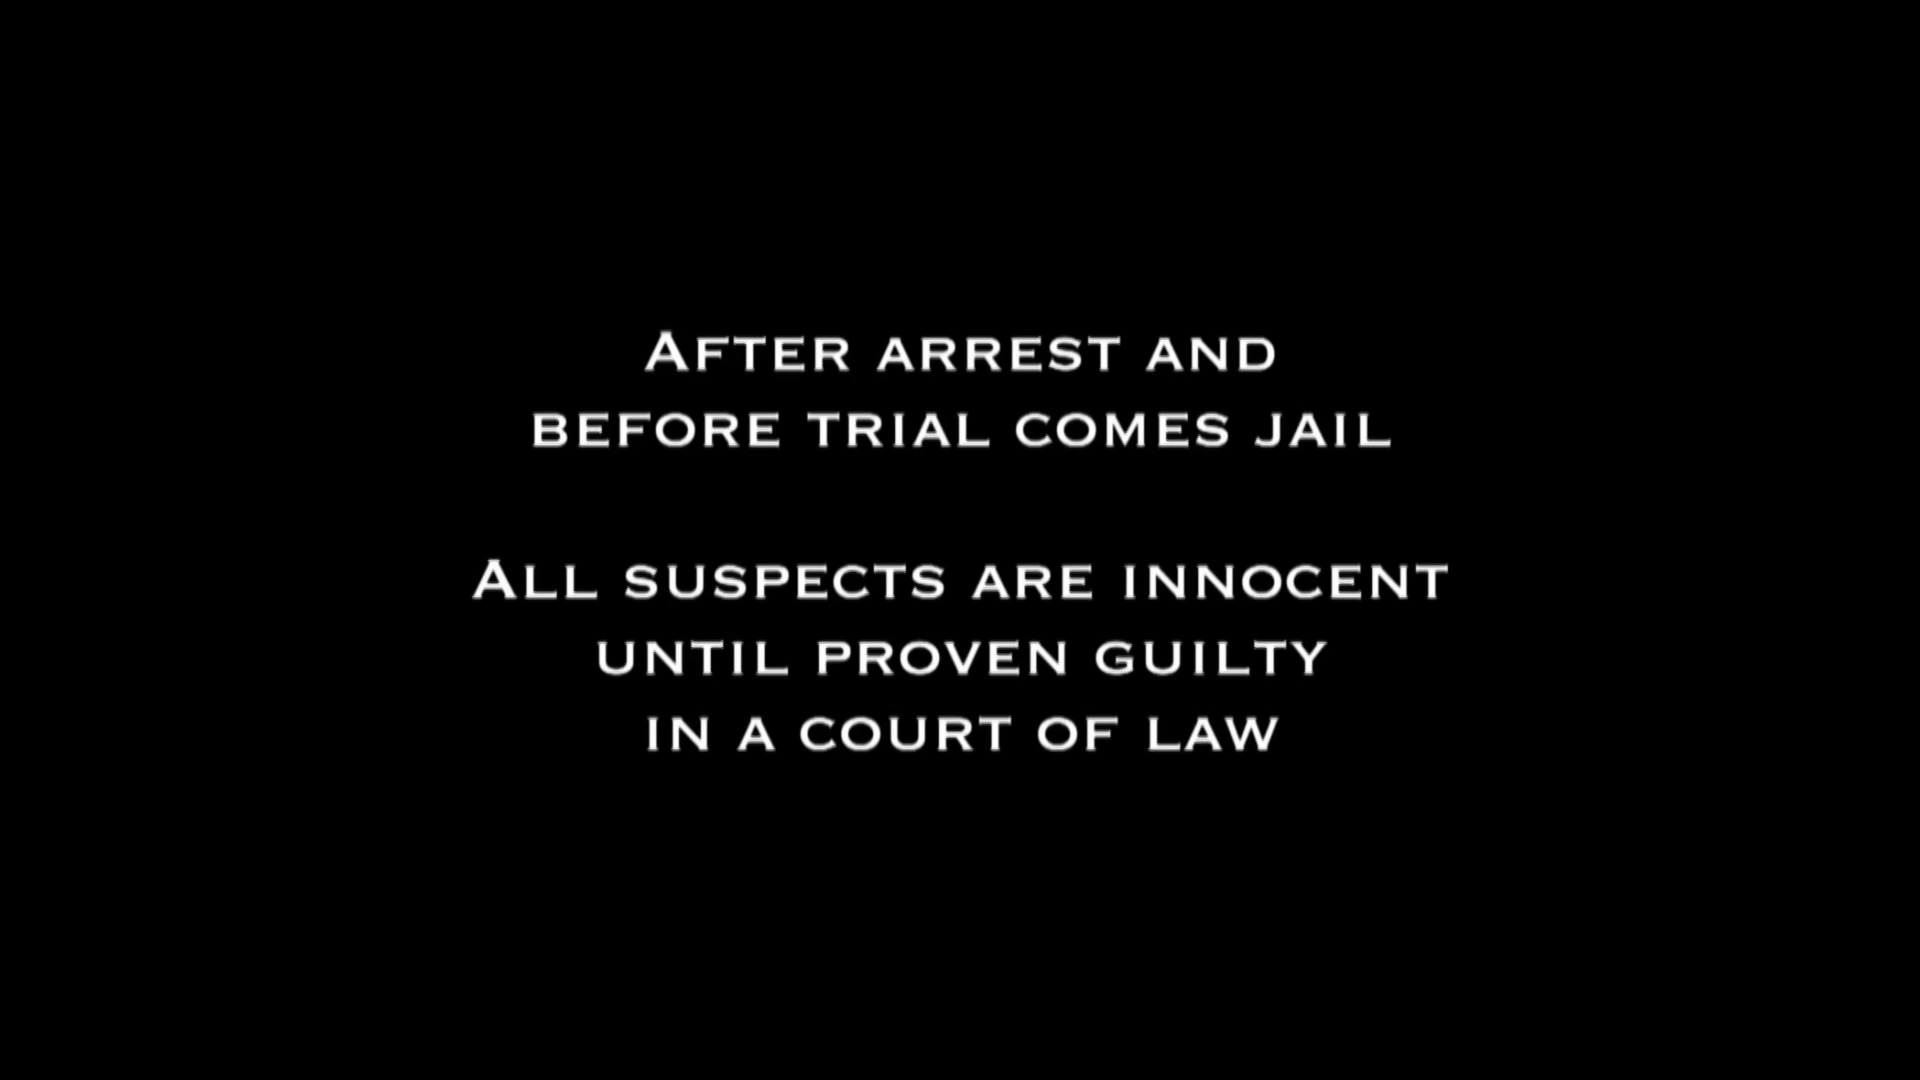 After arrest and
before trial comes jail
All suspects are innocent
until proven guilty
in a court of law